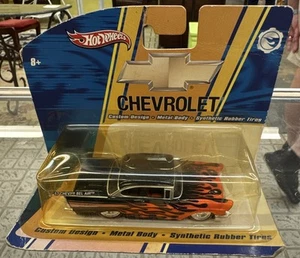 Hot Wheels
8+
CHEVROLET
Custom Design - Metal Body - Synthetic Rubber Tires
Custom Design - Metal Body - Synthetic Rubber Tires